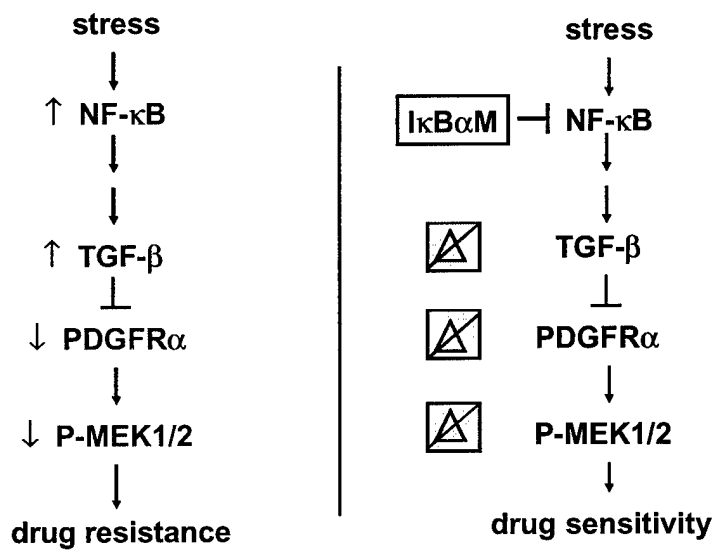 stress
↑ NF-κB
↑ TGF-β
↓ PDGFRα
↓ P-MEK1/2
drug resistance
stress
IκBαM
NF-κB
Δ TGF-β
Δ PDGFRα
Δ P-MEK1/2
drug sensitivity